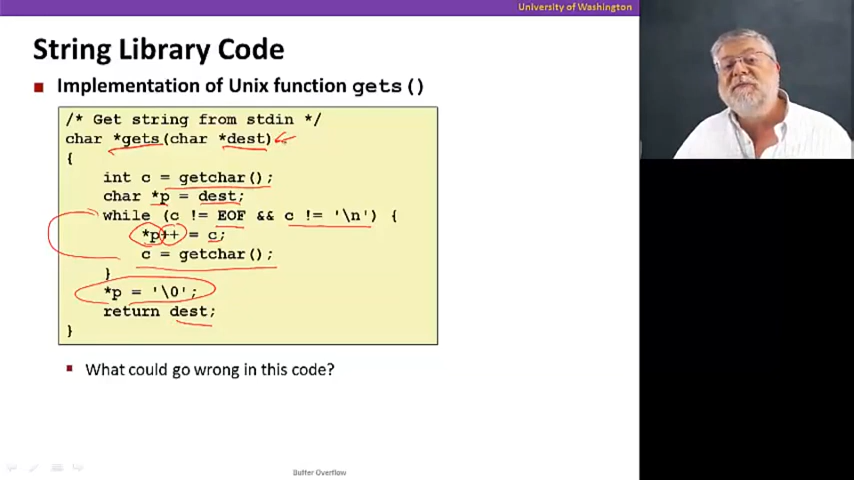 University of Washington
String Library Code
Implementation of Unix function gets()
/* Get string from stdin */
char *gets(char *dest)
{
int c = getchar();
char *p = dest;
while (c != EOF && c != '\n') {
*p++ = c;
c = getchar();
}
*p = '\0';
return dest;
}
What could go wrong in this code?
Buffer Overflow